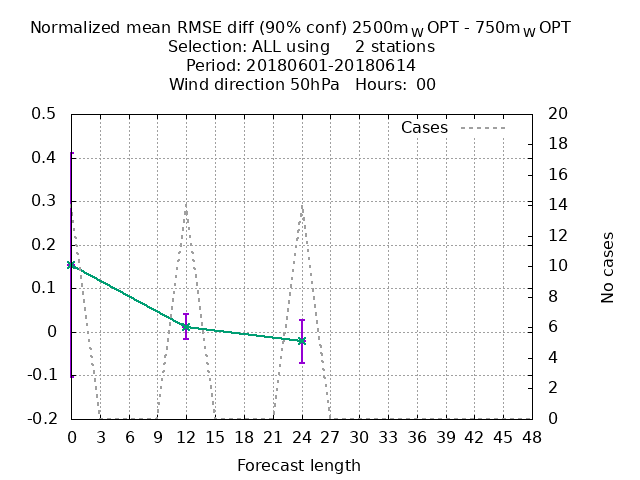 Normalized mean RMSE diff (90% conf) 2500mW OPT - 750mW OPT
Selection: ALL using 2 stations
Period: 20180601-20180614
Wind direction 50hPa Hours: 00
Cases
0.5
0.4
0.3
0.2
0.1
0
-0.1
-0.2
20
18
16
14
12
10
8
6
4
2
0
No cases
0 3 6 9 12 15 18 21 24 27 30 33 36 39 42 45 48
Forecast length